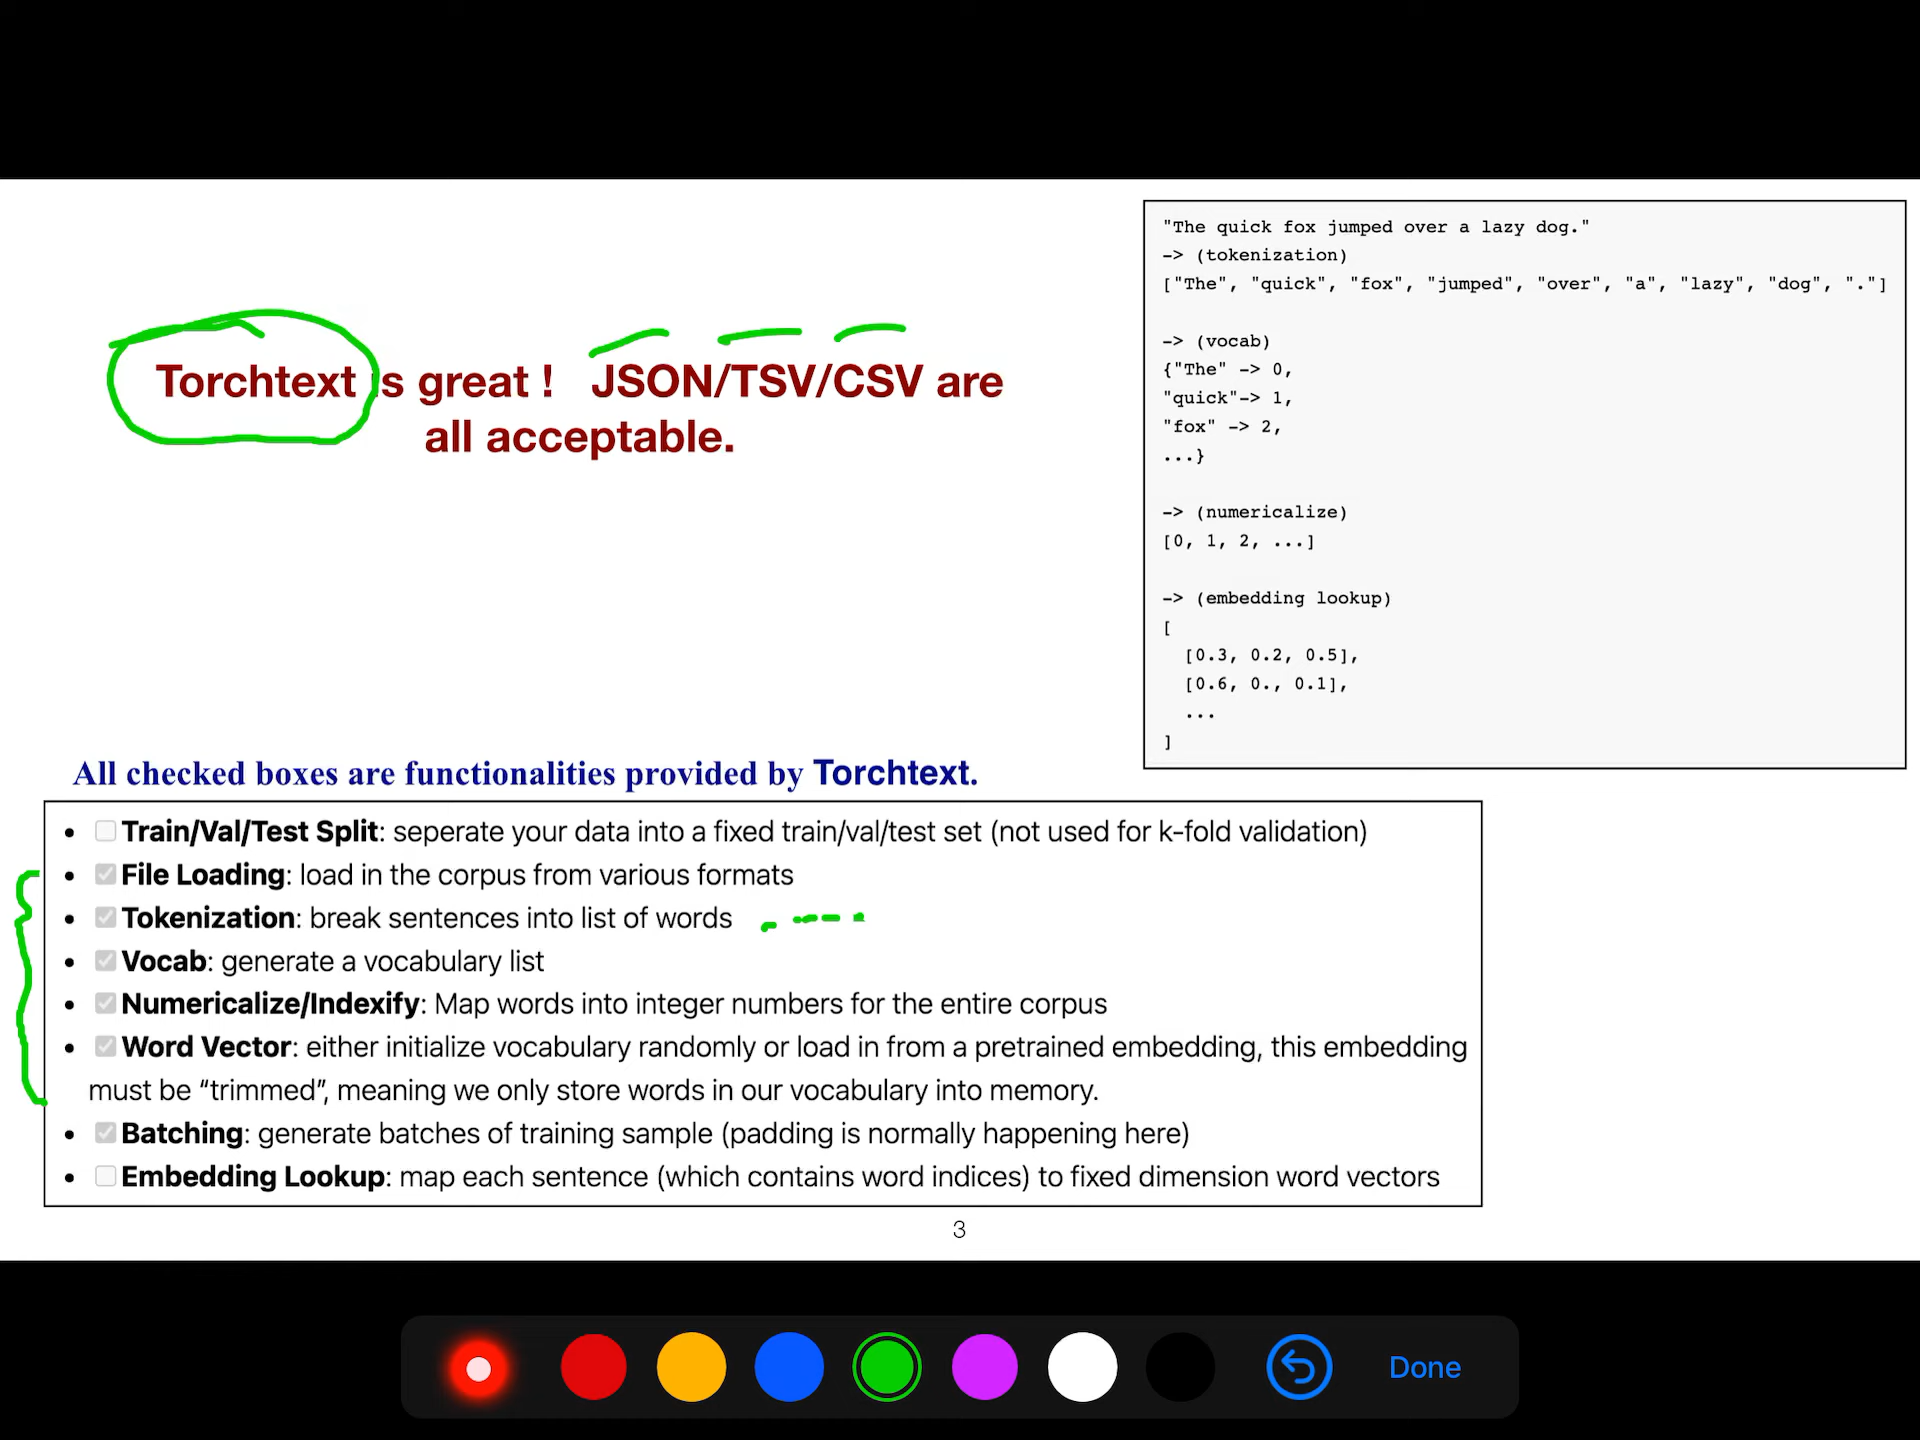 Torchtext is great ! JSON/TSV/CSV are
all acceptable.
"The quick fox jumped over a lazy dog."
-> (tokenization)
["The", "quick", "fox", "jumped", "over", "a", "lazy", "dog", "."]
-> (vocab)
{"The" -> 0,
"quick"-> 1,
"fox" -> 2,
...}
-> (numericalize)
[0, 1, 2, ...]
-> (embedding lookup)
[
[0.3, 0.2, 0.5],
[0.6, 0., 0.1],
...
]
All checked boxes are functionalities provided by Torchtext.
• Train/Val/Test Split: seperate your data into a fixed train/val/test set (not used for k-fold validation)
• File Loading: load in the corpus from various formats
• Tokenization: break sentences into list of words
• Vocab: generate a vocabulary list
• Numericalize/Indexify: Map words into integer numbers for the entire corpus
• Word Vector: either initialize vocabulary randomly or load in from a pretrained embedding, this embedding
must be “trimmed”, meaning we only store words in our vocabulary into memory.
• Batching: generate batches of training sample (padding is normally happening here)
• Embedding Lookup: map each sentence (which contains word indices) to fixed dimension word vectors
3
Done